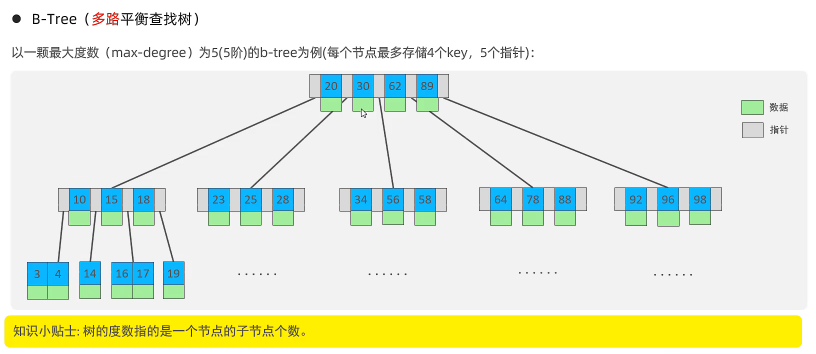 ● B-Tree（多路平衡查找树）
以一颗最大度数（max-degree）为5(5阶)的b-tree为例(每个节点最多存储4个key，5个指针)：
20 30 62 89
数据
指针
10 15 18 23 25 28 34 56 58 64 78 88 92 96 98
3 4 14 16 17 19 ······ ······ ······ ······
知识小贴士: 树的度数指的是一个节点的子节点个数。